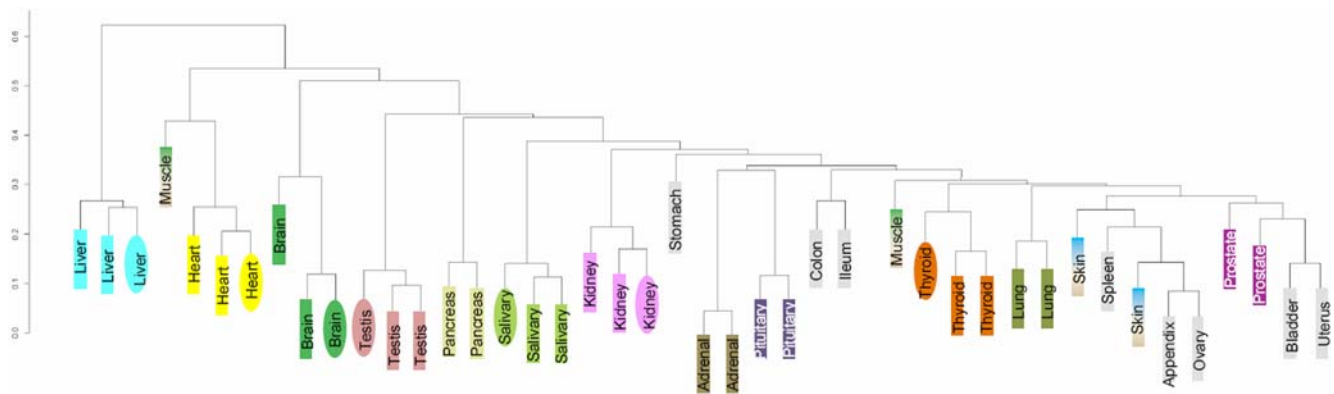 0.6
0.5
0.4
0.3
0.2
0.1
0.0
Liver
Liver
Liver
Muscle
Heart
Heart
Heart
Brain
Brain
Brain
Testis
Testis
Testis
Pancreas
Pancreas
Salivary
Salivary
Salivary
Kidney
Kidney
Kidney
Stomach
Adrenal
Adrenal
Pituitary
Pituitary
Colon
Ileum
Muscle
Thyroid
Thyroid
Thyroid
Lung
Lung
Skin
Spleen
Skin
Appendix
Ovary
Prostate
Prostate
Bladder
Uterus